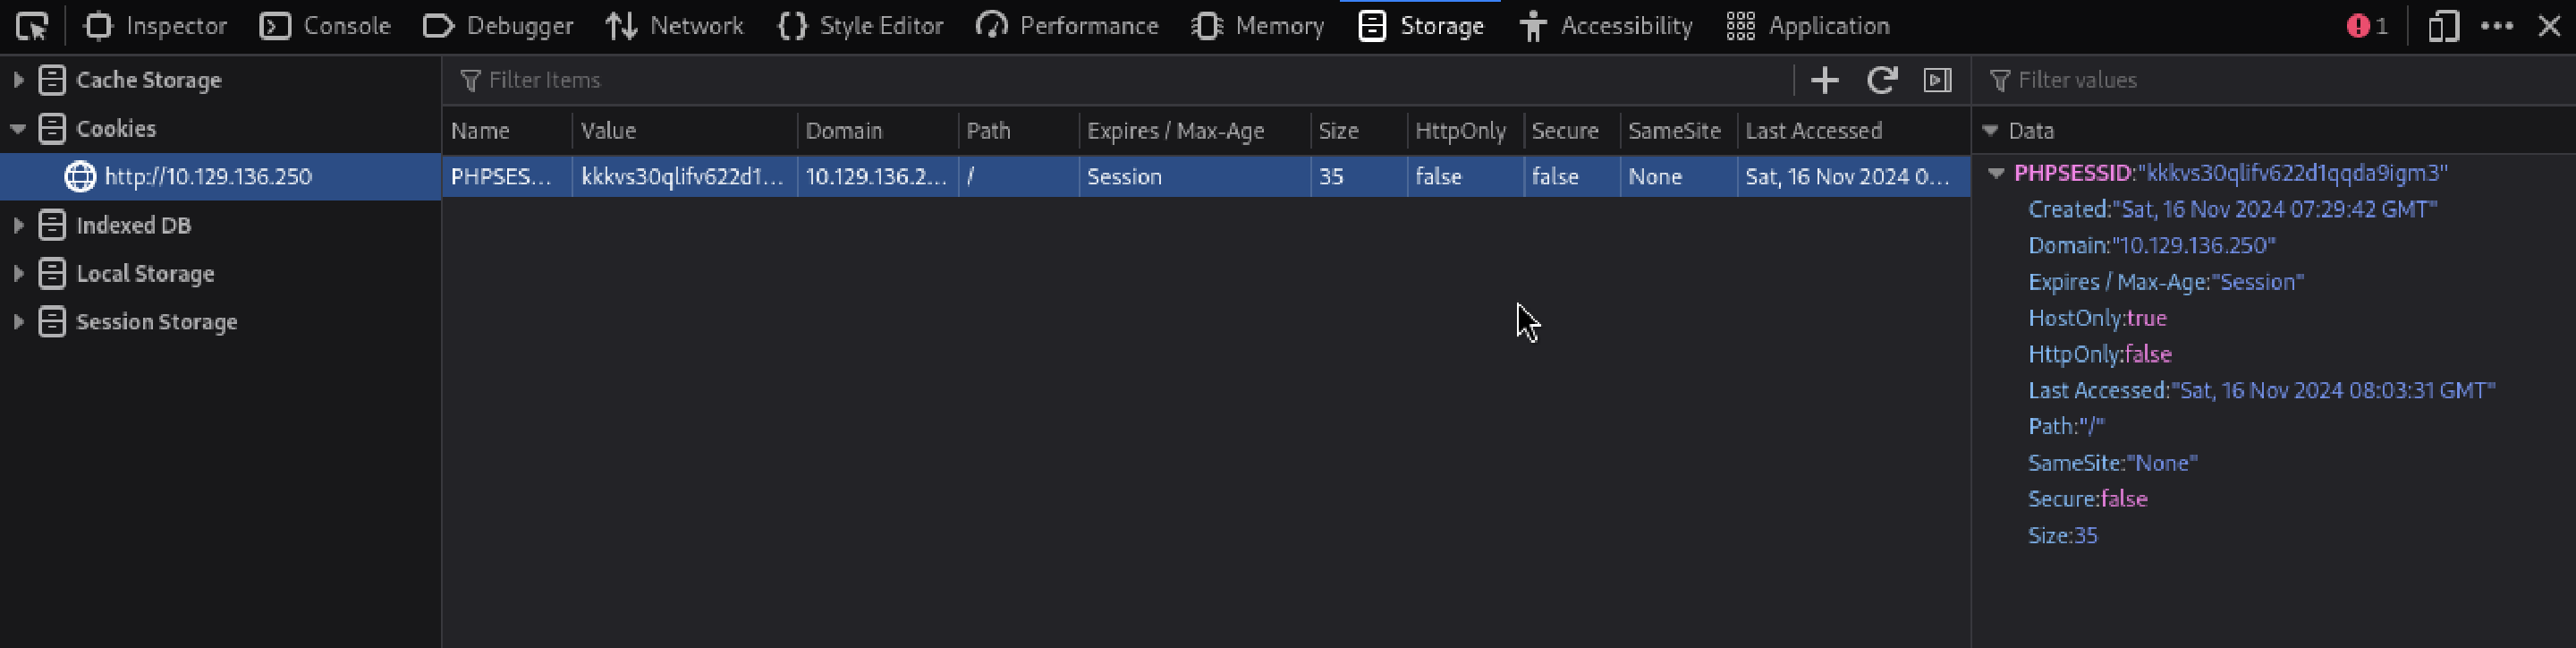 Inspector Console Debugger Network Style Editor Performance Memory Storage Accessibility Application 1
Cache Storage
Cookies
http://10.129.136.250
Indexed DB
Local Storage
Session Storage
Filter Items
Name Value Domain Path Expires / Max-Age Size HttpOnly Secure SameSite Last Accessed
PHPSES... kkkvs30qlifv622d1... 10.129.136.2... / Session 35 false false None Sat, 16 Nov 2024 0...
Filter values
Data
PHPSESSID:"kkkvs30qlifv622d1qqda9igm3"
Created:"Sat, 16 Nov 2024 07:29:42 GMT"
Domain:"10.129.136.250"
Expires / Max-Age:"Session"
HostOnly:true
HttpOnly:false
Last Accessed:"Sat, 16 Nov 2024 08:03:31 GMT"
Path:"/"
SameSite:"None"
Secure:false
Size:35